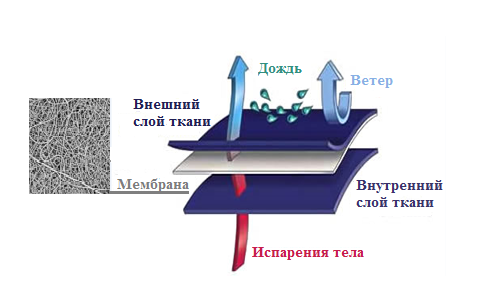 Дождь
Ветер
Внешний
слой ткани
Мембрана
Внутренний
слой ткани
Испарения тела